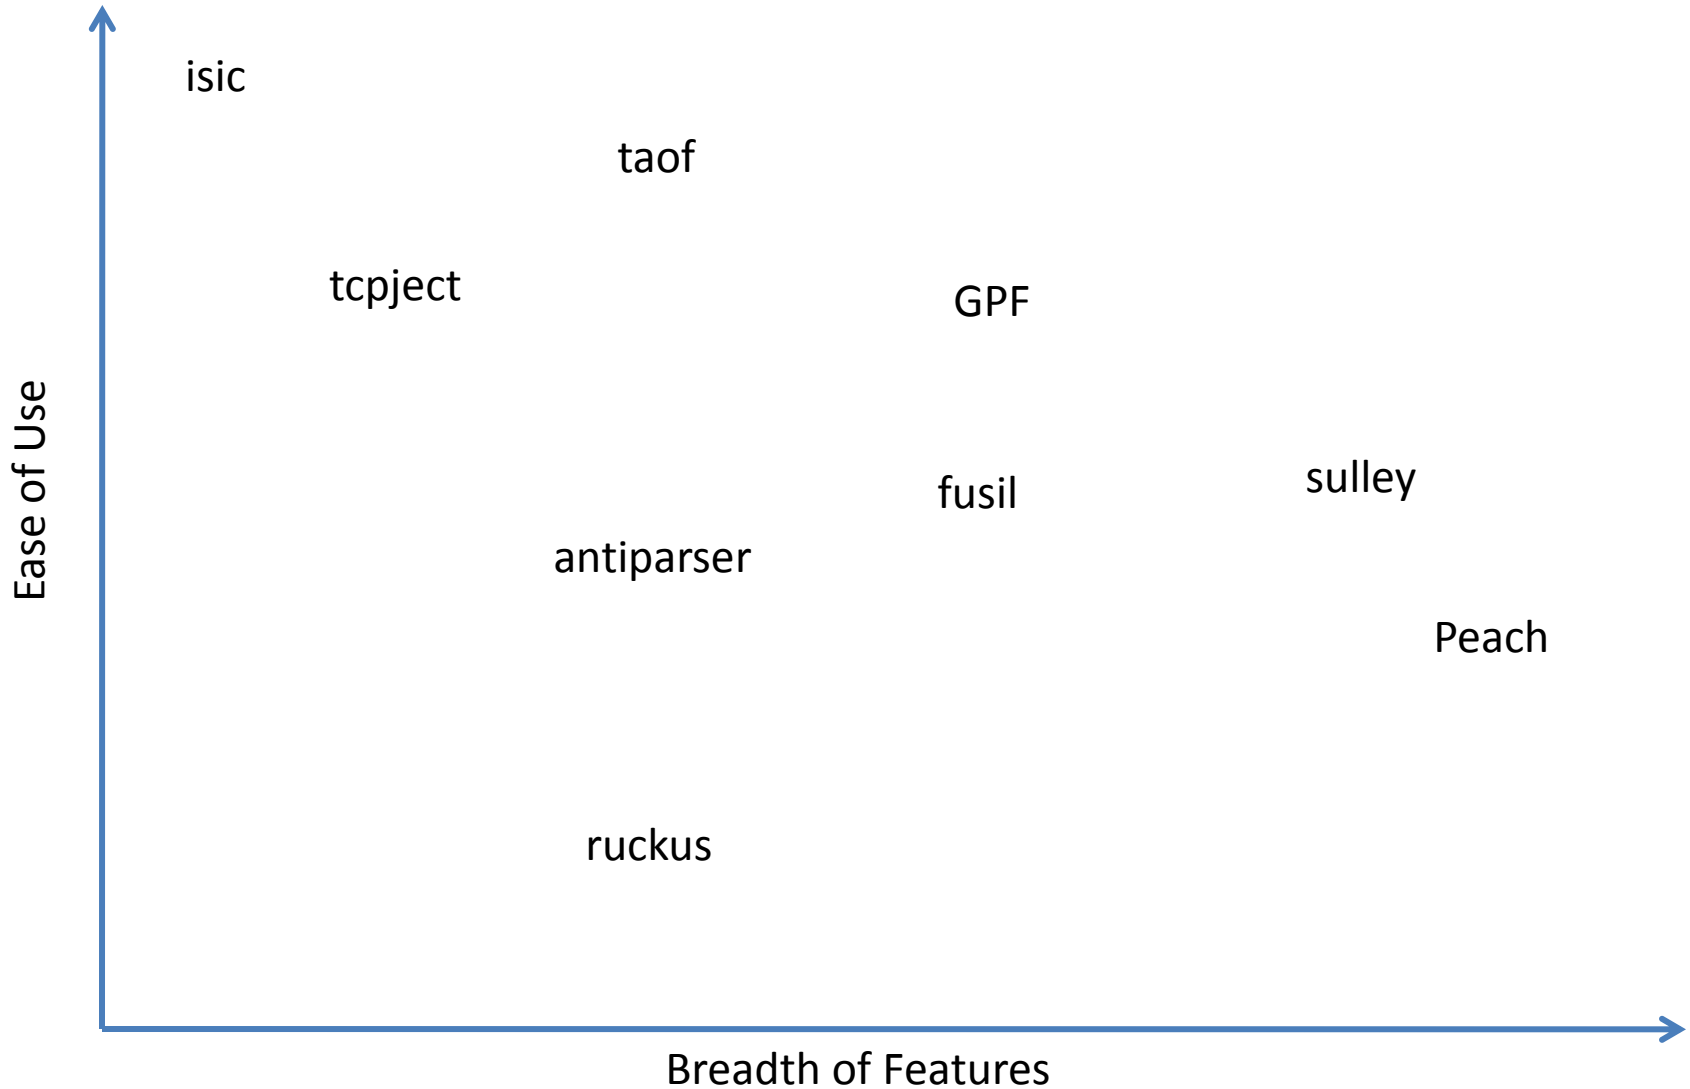 isic
taof
tcpject
GPF
Ease of Use
sulley
fusil
antiparser
Peach
ruckus
Breadth of Features